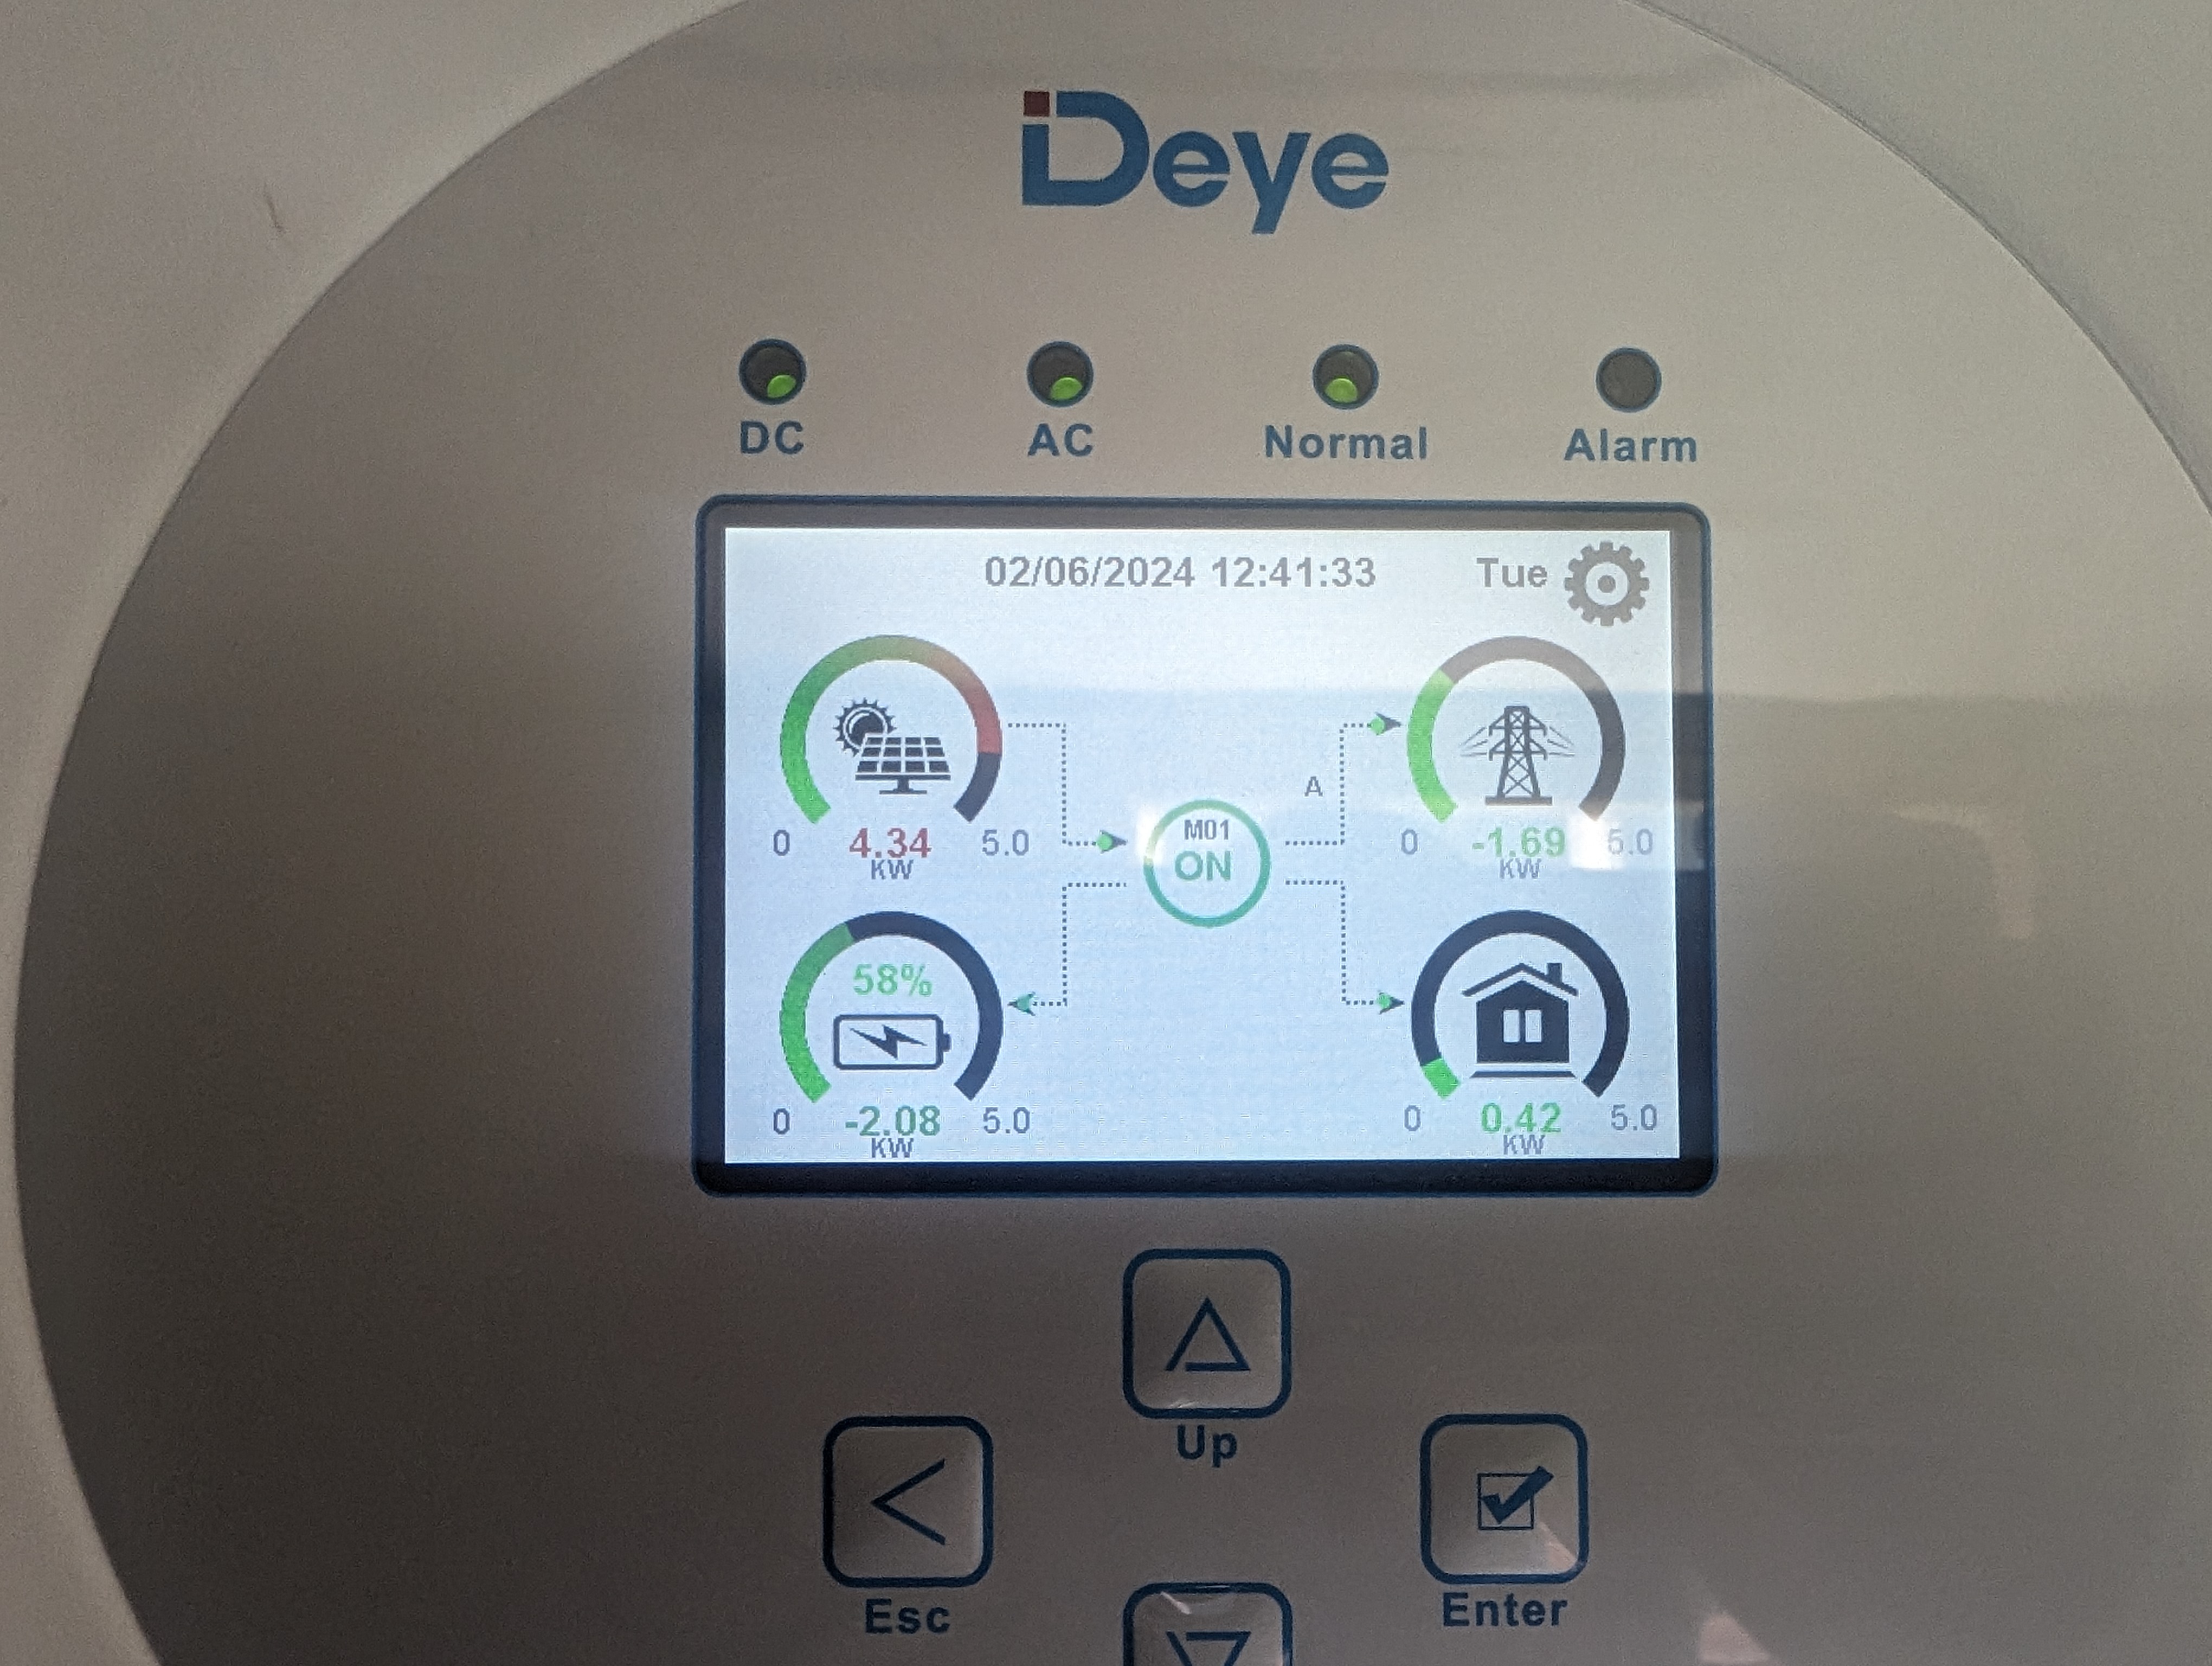 Deye
DC AC Normal Alarm
02/06/2024 12:41:33 Tue
0 4.34 5.0
KW
M01
ON
A
0 -1.69 5.0
KW
58%
0 -2.08 5.0
KW
0 0.42 5.0
KW
Up
Esc
Enter